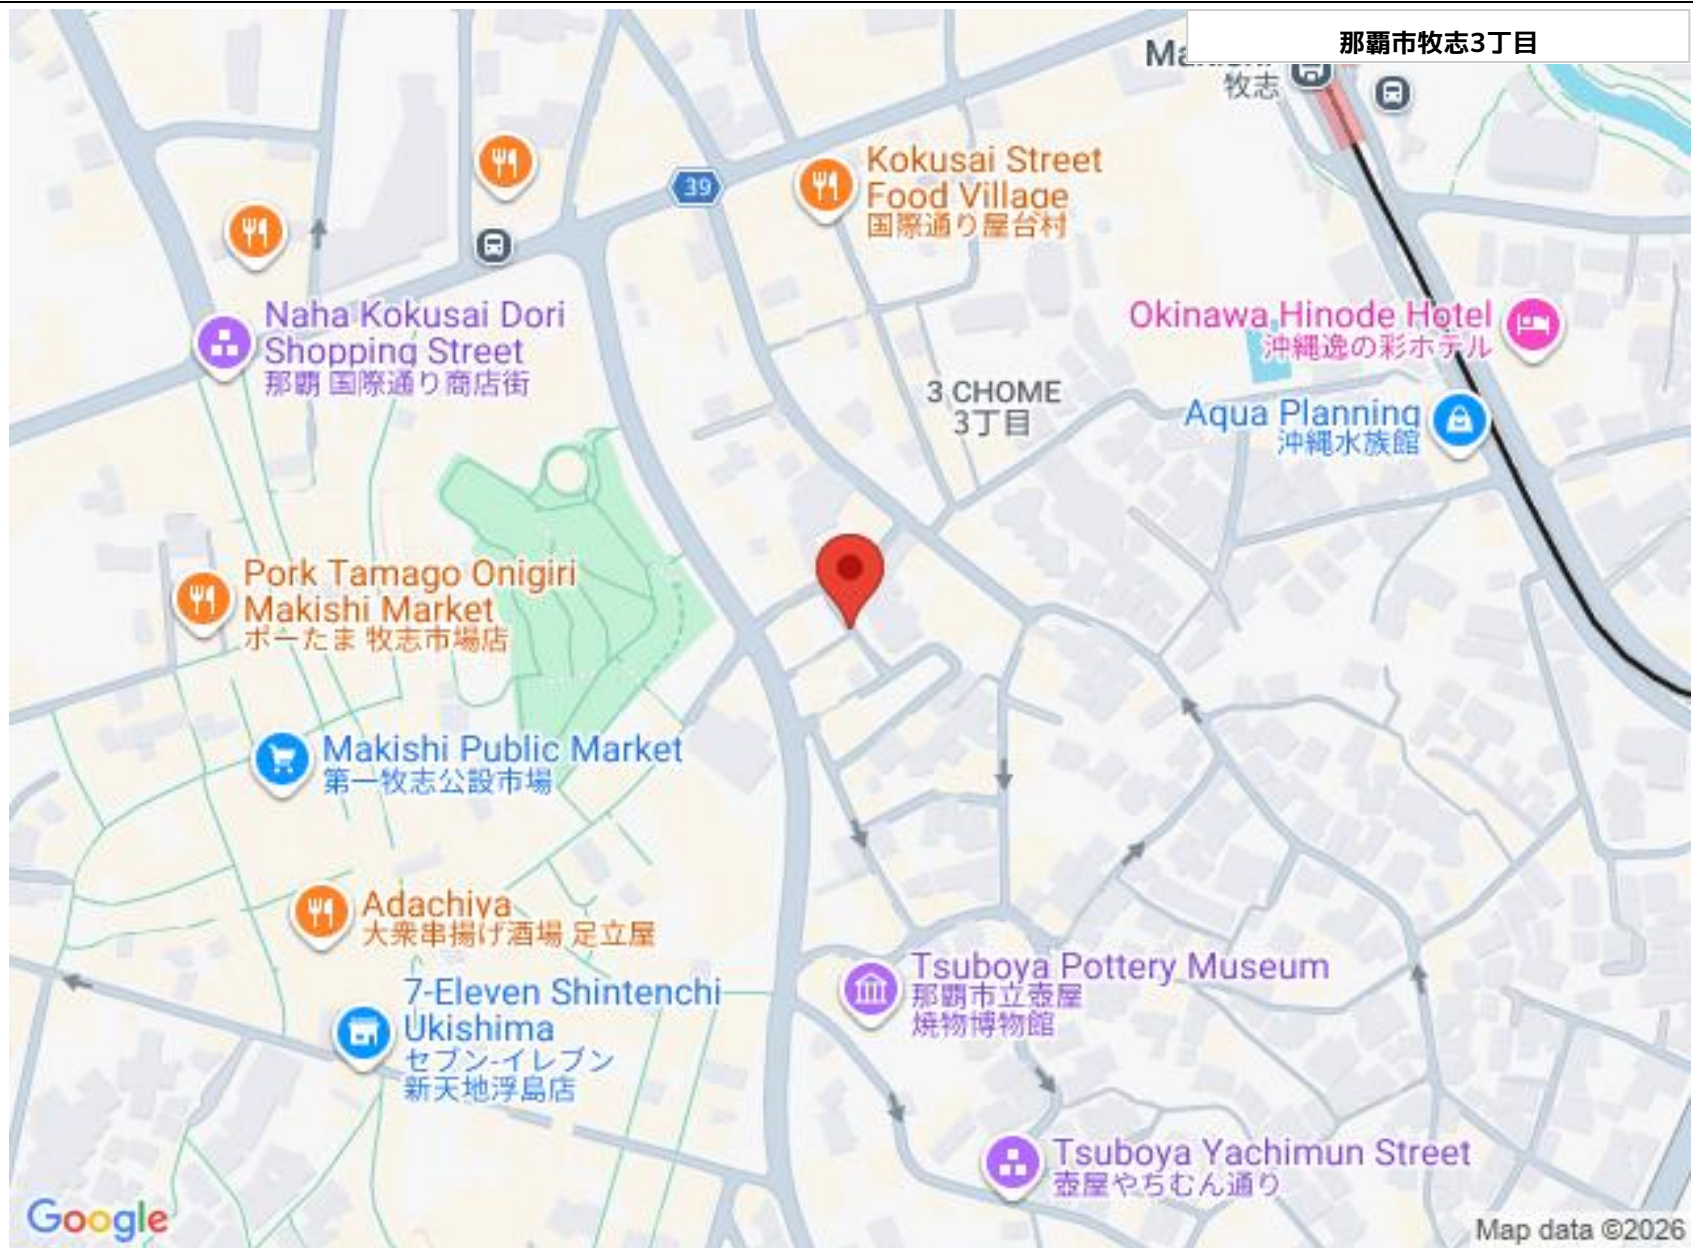 那覇市牧志3丁目
牧志
39
Kokusai Street
Food Village
国際通り屋台村
Naha Kokusai Dori
Shopping Street
那覇 国際通り商店街
Okinawa Hinode Hotel
沖縄逸の彩ホテル
3 CHOME
3丁目
Aqua Planning
沖縄水族館
Pork Tamago Onigiri
Makishi Market
ポーたま 牧志市場店
Makishi Public Market
第一牧志公設市場
Adachiya
大衆串揚げ酒場 足立屋
7-Eleven Shintenchi
Ukishima
セブン-イレブン
新天地浮島店
Tsuboya Pottery Museum
那覇市立壺屋
焼物博物館
Tsuboya Yachimun Street
壺屋やちむん通り
Google
Map data ©2026